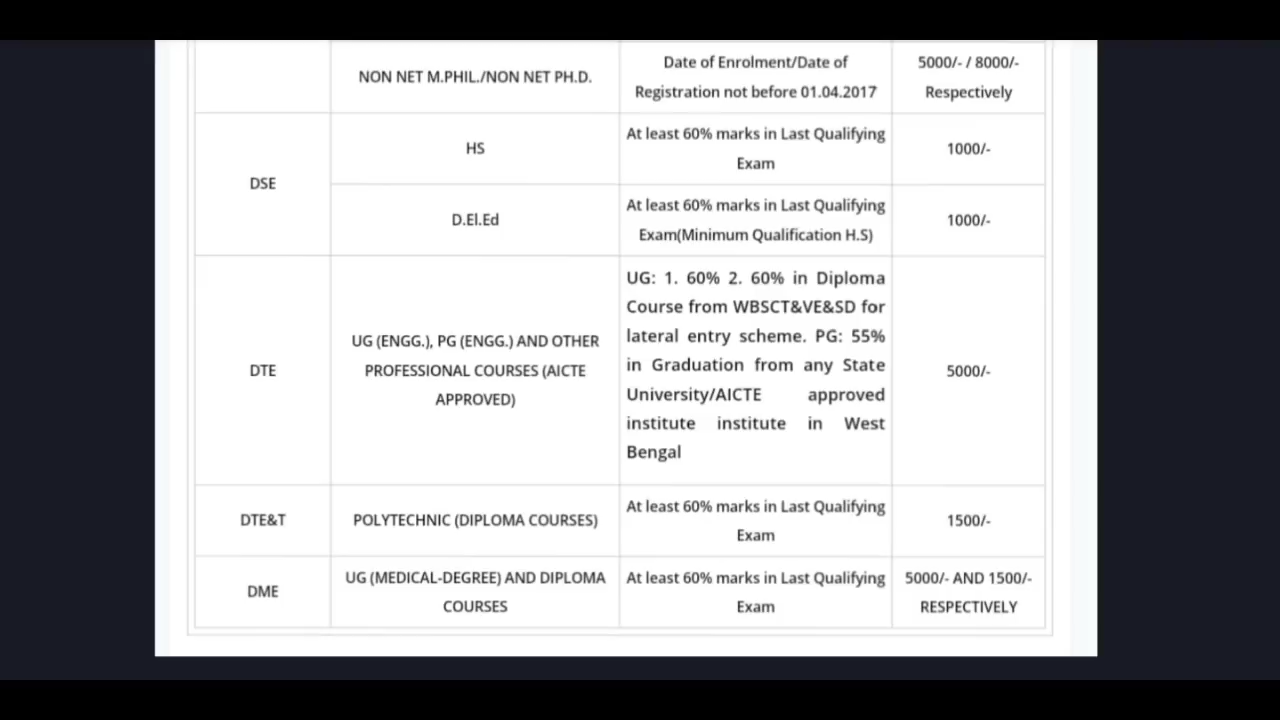 NON NET M.PHIL./NON NET PH.D.
Date of Enrolment/Date of
Registration not before 01.04.2017
5000/- / 8000/-
Respectively
DSE
HS
At least 60% marks in Last Qualifying
Exam
1000/-
D.El.Ed
At least 60% marks in Last Qualifying
Exam(Minimum Qualification H.S)
1000/-
DTE
UG (ENGG.), PG (ENGG.) AND OTHER
PROFESSIONAL COURSES (AICTE
APPROVED)
UG: 1. 60% 2. 60% in Diploma
Course from WBSCT&VE&SD for
lateral entry scheme. PG: 55%
in Graduation from any State
University/AICTE approved
institute institute in West
Bengal
5000/-
DTE&T
POLYTECHNIC (DIPLOMA COURSES)
At least 60% marks in Last Qualifying
Exam
1500/-
DME
UG (MEDICAL-DEGREE) AND DIPLOMA
COURSES
At least 60% marks in Last Qualifying
Exam
5000/- AND 1500/-
RESPECTIVELY